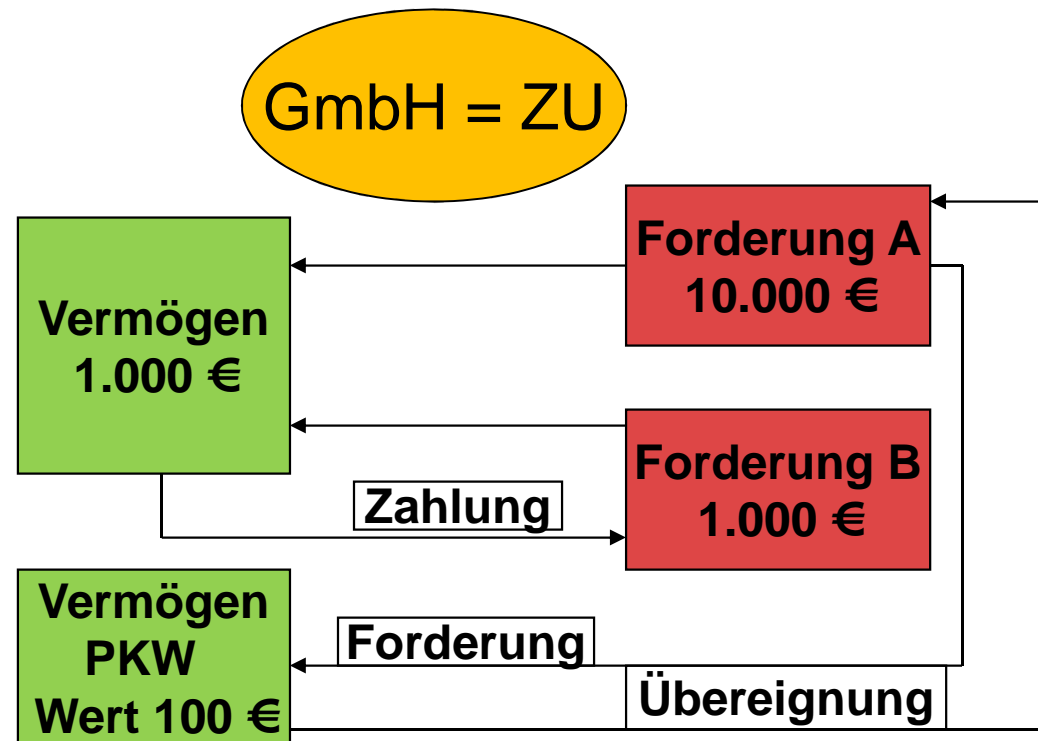 GmbH = ZU
Forderung A
10.000 €
Vermögen
1.000 €
Forderung B
1.000 €
Zahlung
Vermögen
PKW
Wert 100 €
Forderung
Übereignung